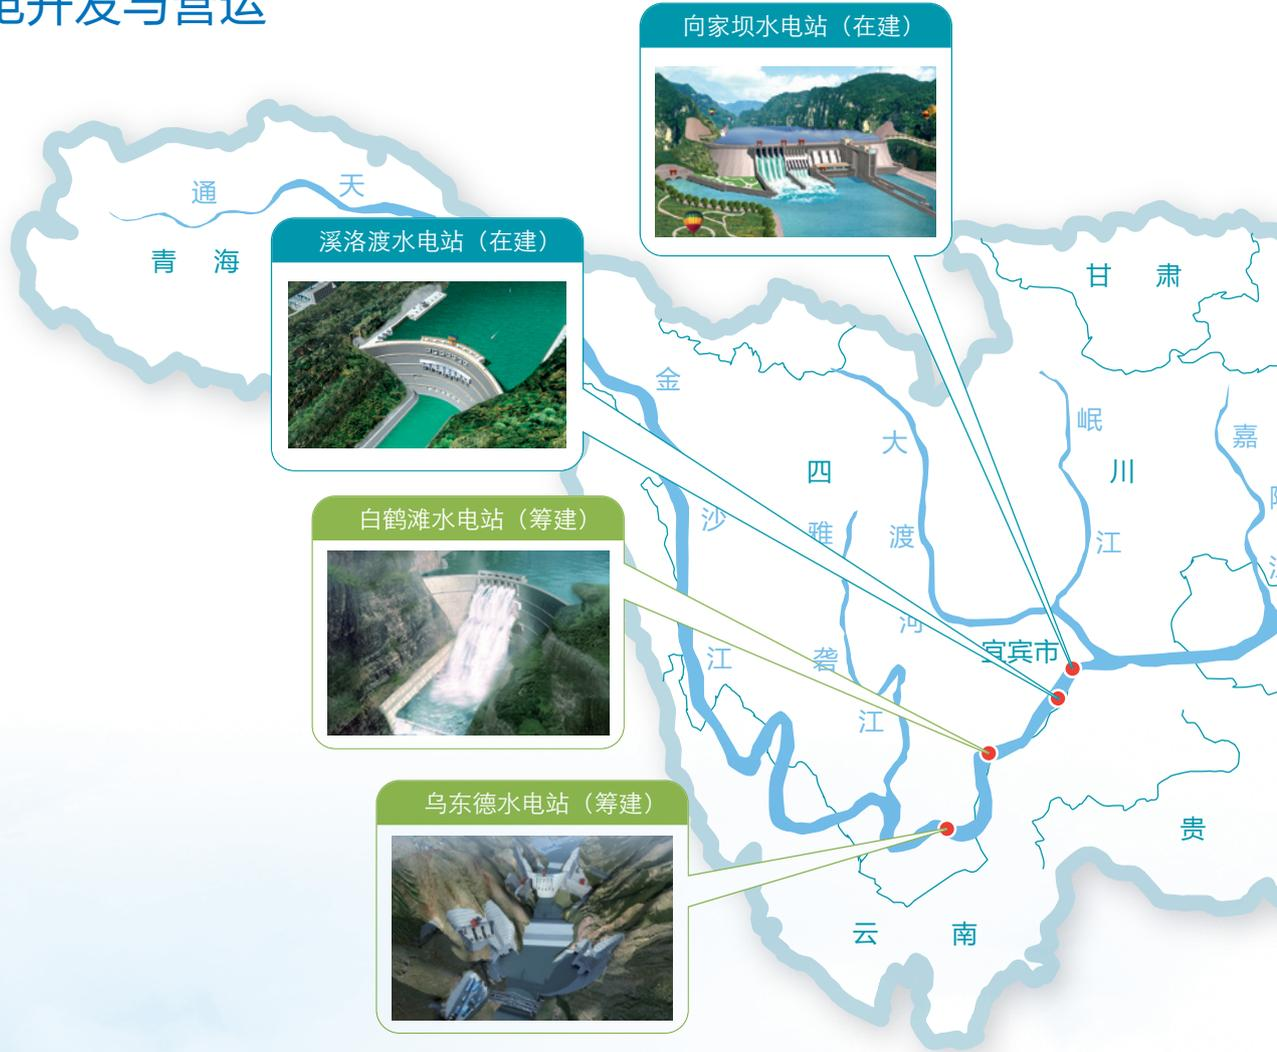 电开发与营运
向家坝水电站（在建）
通 天
青 海
溪洛渡水电站（在建）
甘 肃
金
大
岷
嘉
四 川
白鹤滩水电站（筹建）
沙
雅
渡
江
河
宜宾市
江
砻
江
乌东德水电站（筹建）
贵
云 南